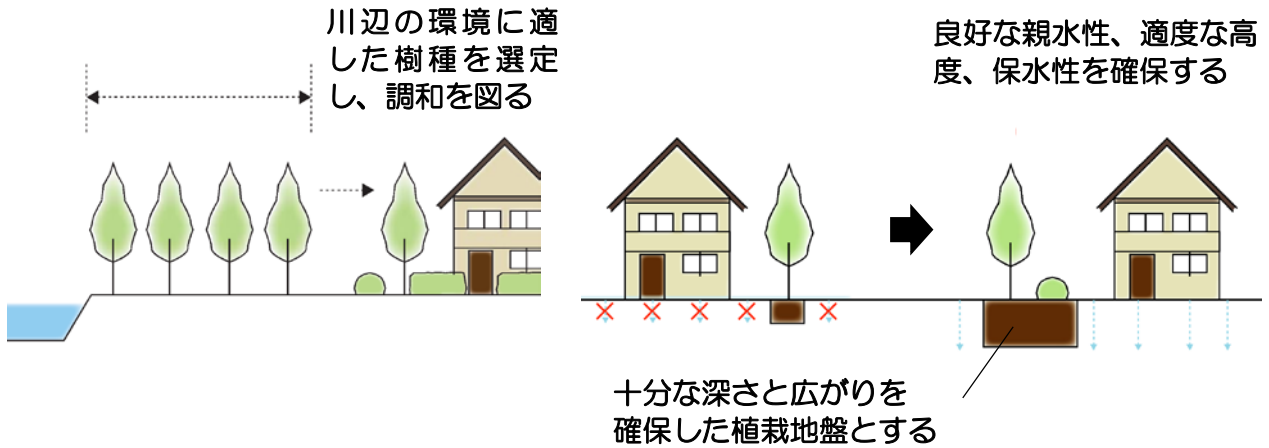 川辺の環境に適
した樹種を選定
し、調和を図る
良好な親水性、適度な高
度、保水性を確保する
十分な深さと広がりを
確保した植栽地盤とする